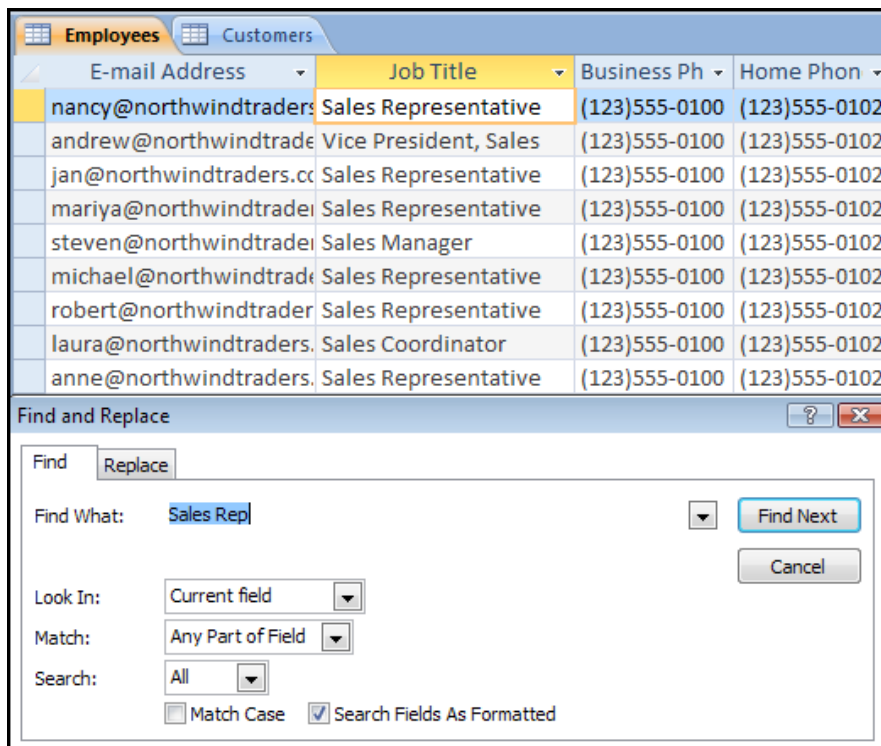 Employees Customers
E-mail Address Job Title Business Ph Home Phon
nancy@northwindtraders Sales Representative (123)555-0100 (123)555-0102
andrew@northwindtrade Vice President, Sales (123)555-0100 (123)555-0102
jan@northwindtraders.co Sales Representative (123)555-0100 (123)555-0102
mariya@northwindtrader Sales Representative (123)555-0100 (123)555-0102
steven@northwindtrader Sales Manager (123)555-0100 (123)555-0102
michael@northwindtrade Sales Representative (123)555-0100 (123)555-0102
robert@northwindtrader Sales Representative (123)555-0100 (123)555-0102
laura@northwindtraders. Sales Coordinator (123)555-0100 (123)555-0102
anne@northwindtraders. Sales Representative (123)555-0100 (123)555-0102
Find and Replace
Find Replace
Find What: Sales Rep Find Next
Cancel
Look In: Current field
Match: Any Part of Field
Search: All
Match Case Search Fields As Formatted